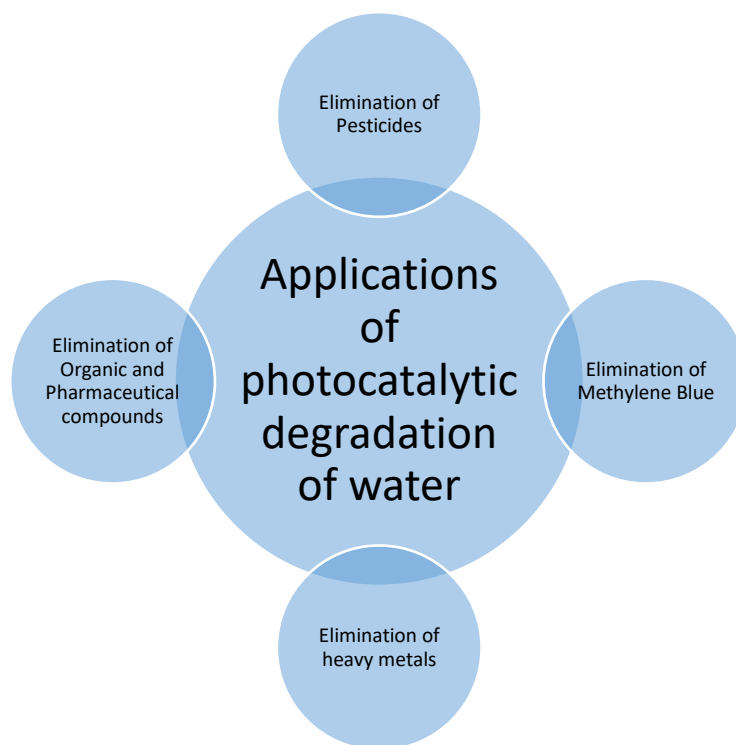 Elimination of
Pesticides
Applications
of
photocatalytic
degradation
of water
Elimination of
Organic and
Pharmaceutical
compounds
Elimination of
Methylene Blue
Elimination of
heavy metals